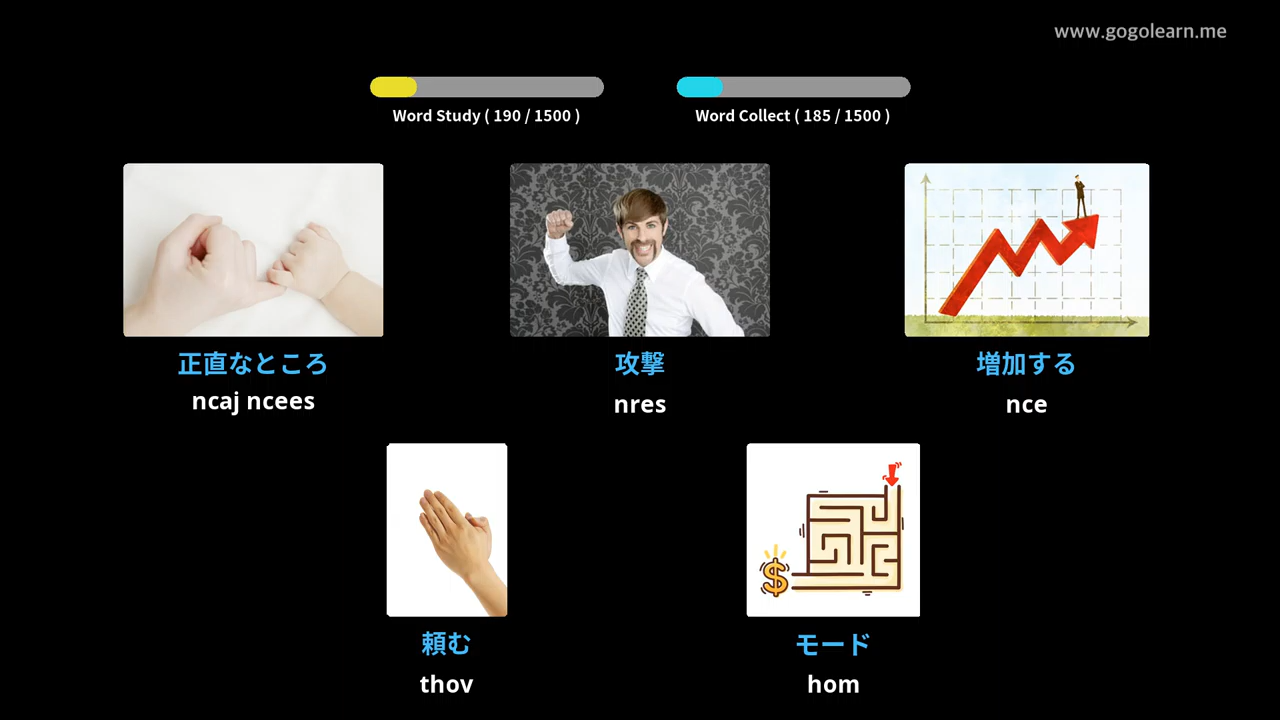 www.gogolearn.me
Word Study ( 190 / 1500 )
Word Collect ( 185 / 1500 )
正直なところ
ncaj ncees
攻撃
nres
増加する
nce
頼む
thov
モード
hom